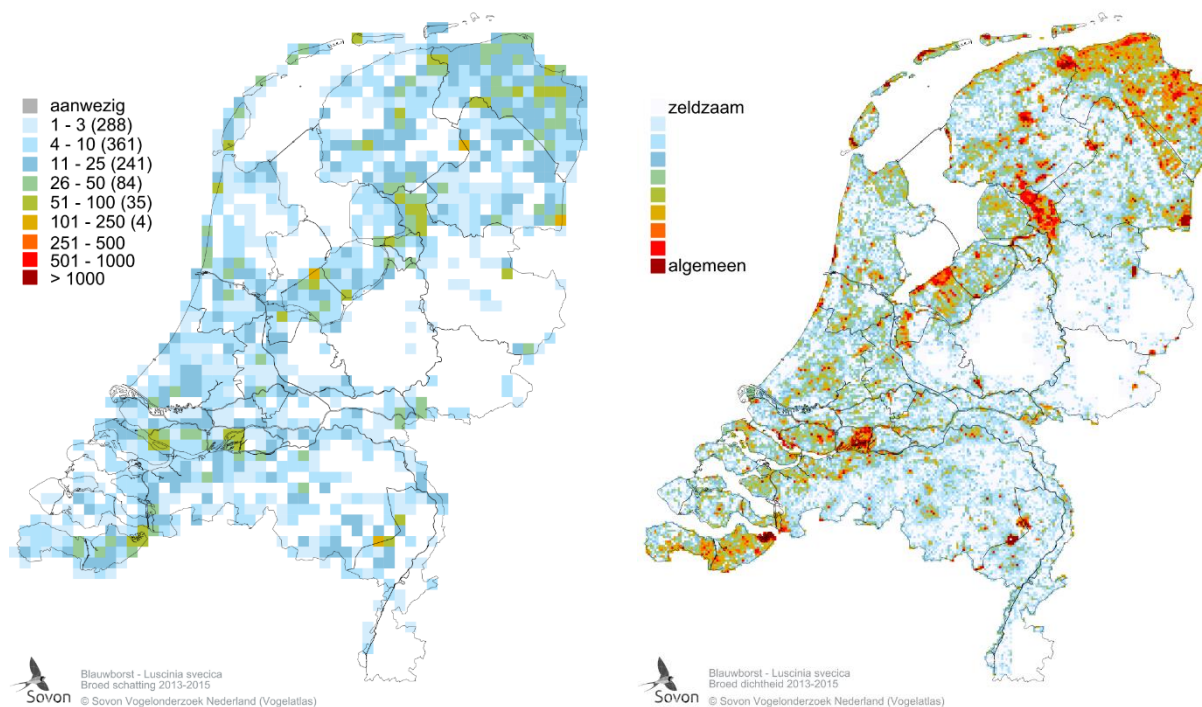 aanwezig
1 - 3 (288)
4 - 10 (361)
11 - 25 (241)
26 - 50 (84)
51 - 100 (35)
101 - 250 (4)
251 - 500
501 - 1000
> 1000
Sovon
Blauwborst - Luscinia svecica
Broed schatting 2013-2015
© Sovon Vogelonderzoek Nederland (Vogelatlas)
zeldzaam
algemeen
Sovon
Blauwborst - Luscinia svecica
Broed dichtheid 2013-2015
© Sovon Vogelonderzoek Nederland (Vogelatlas)